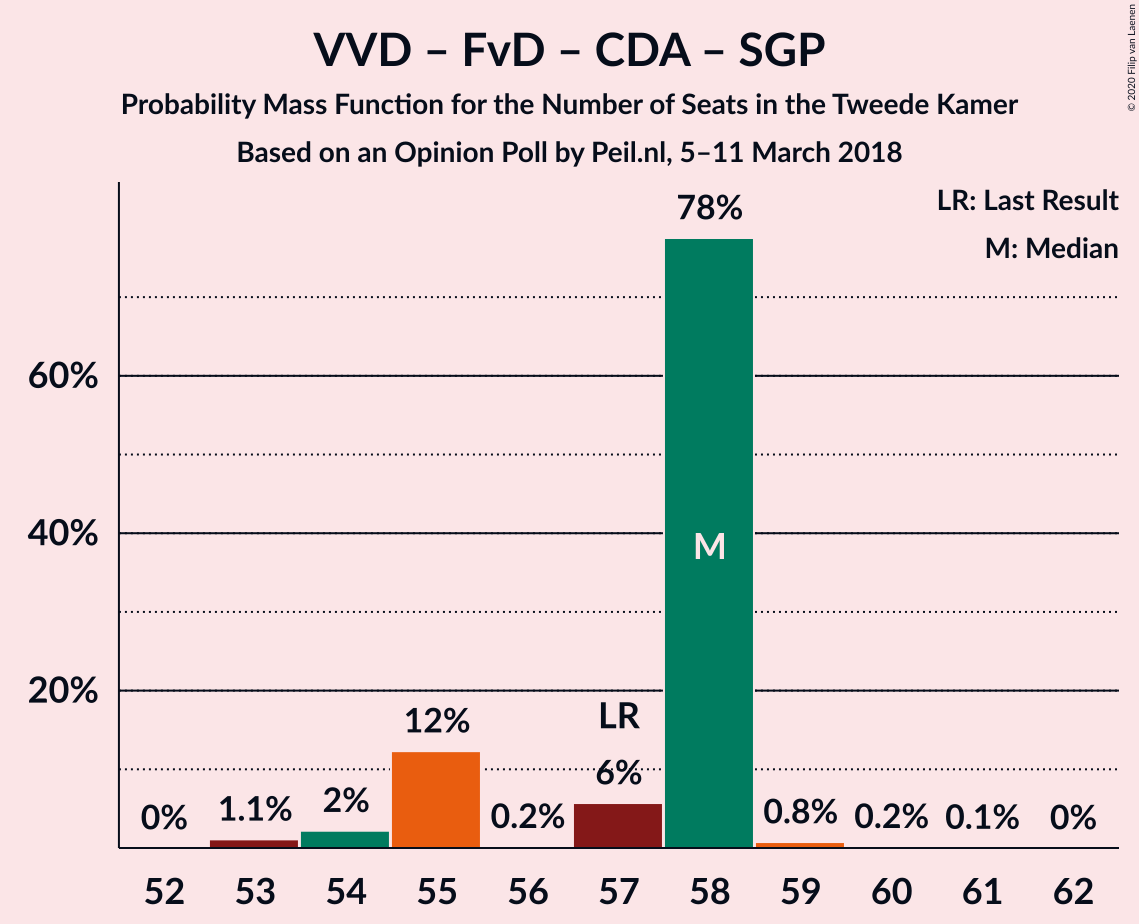 VVD – FvD – CDA – SGP
Probability Mass Function for the Number of Seats in the Tweede Kamer
Based on an Opinion Poll by Peil.nl, 5–11 March 2018
© 2020 Filip van Laenen
LR: Last Result
M: Median
60%
40%
20%
0%
1.1%
2%
12%
0.2%
LR
6%
78%
M
0.8%
0.2%
0.1%
0%
52 53 54 55 56 57 58 59 60 61 62